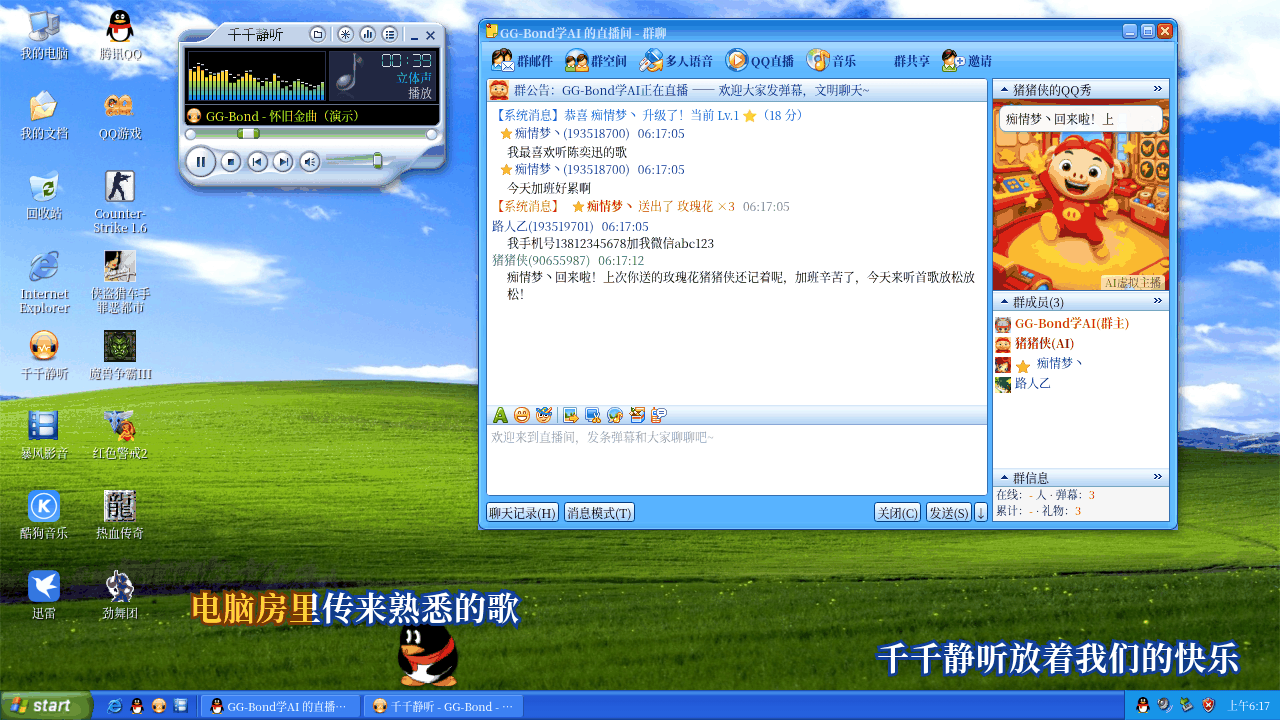 我的电脑
腾讯QQ
我的文档
QQ游戏
回收站
Counter-
Strike 1.6
Internet
Explorer
侠盗猎车手
罪恶都市
千千静听
魔兽争霸III
暴风影音
红色警戒2
酷狗音乐
热血传奇
迅雷
劲舞团
千千静听
00:39
立体声
播放
GG-Bond - 怀旧金曲（演示）
GG-Bond学AI 的直播间 - 群聊
群邮件
群空间
多人语音
QQ直播
音乐
群共享
邀请
群公告：GG-Bond学AI正在直播 —— 欢迎大家发弹幕，文明聊天~
【系统消息】恭喜 痴情梦丶 升级了！当前 Lv.1 ⭐（18 分）
⭐痴情梦丶(193518700) 06:17:05
我最喜欢听陈奕迅的歌
⭐痴情梦丶(193518700) 06:17:05
今天加班好累啊
【系统消息】 ⭐痴情梦丶 送出了 玫瑰花 ×3 06:17:05
路人乙(193519701) 06:17:05
我手机号13812345678加我微信abc123
猪猪侠(90655987) 06:17:12
痴情梦丶回来啦！上次你送的玫瑰花猪猪侠还记着呢，加班辛苦了，今天来听首歌放松放
松！
欢迎来到直播间，发条弹幕和大家聊聊吧~
聊天记录(H)
消息模式(T)
关闭(C)
发送(S)
↓
猪猪侠的QQ秀
痴情梦丶回来啦！上
AI虚拟主播
群成员(3)
GG-Bond学AI(群主)
猪猪侠(AI)
⭐ 痴情梦丶
路人乙
群信息
在线：- 人 · 弹幕：3
累计：- · 礼物：3
电脑房里传来熟悉的歌
千千静听放着我们的快乐
start
GG-Bond学AI 的直播…
千千静听 - GG-Bond - …
上午6:17